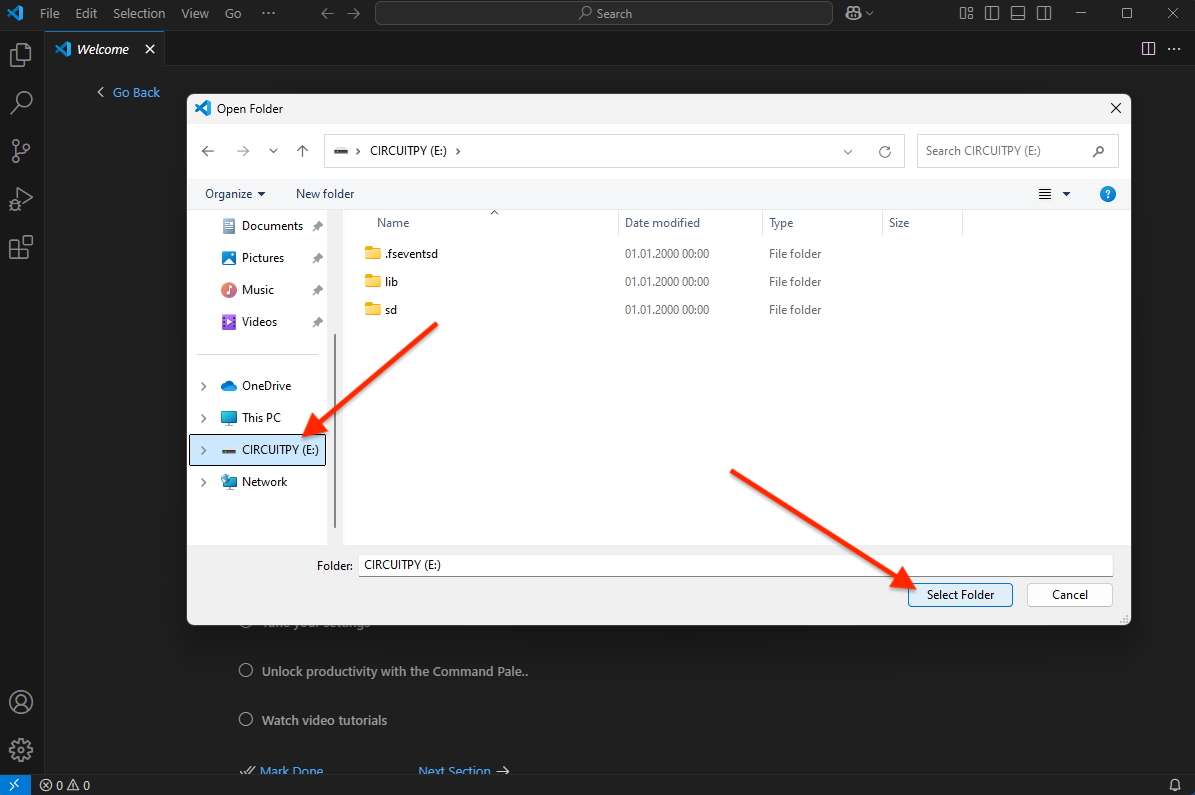 File Edit Selection View Go ··· Search
Welcome
Go Back
Open Folder
CIRCUITPY (E:) Search CIRCUITPY (E:)
Organize New folder ?
Name Date modified Type Size
Documents
Pictures
Music
Videos
OneDrive
This PC
CIRCUITPY (E:)
Network
.fseventsd 01.01.2000 00:00 File folder
lib 01.01.2000 00:00 File folder
sd 01.01.2000 00:00 File folder
Folder: CIRCUITPY (E:)
Select Folder Cancel
Tune your settings
Unlock productivity with the Command Pale..
Watch video tutorials
Mark Done Next Section
0 0